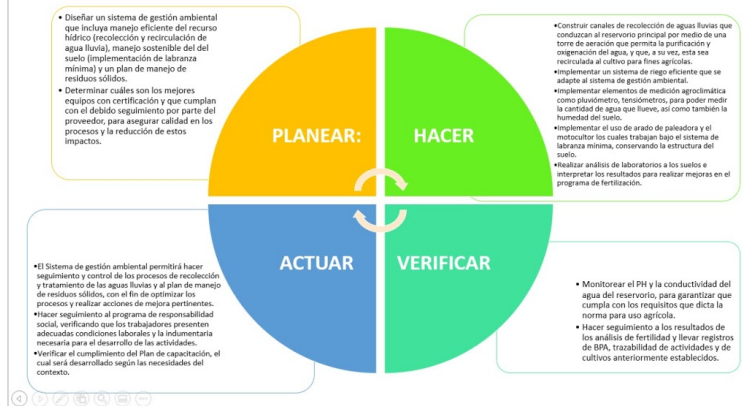 • Diseñar un sistema de gestión ambiental
que incluya manejo eficiente del recurso
hídrico (recolección y recirculación de
agua lluvia), manejo sostenible del del
suelo (implementación de labranza
mínima) y un plan de manejo de
residuos sólidos.
• Determinar cuáles son los mejores
equipos con certificación y que cumplan
con el debido seguimiento por parte del
proveedor, para asegurar calidad en los
procesos y la reducción de estos
impactos.
PLANEAR:
HACER
•Construir canales de recolección de aguas lluvias que
conduzcan al reservorio principal por medio de una
torre de aeración que permita la purificación y
oxigenación del agua, y que, a su vez, esta sea
recirculada al cultivo para fines agrícolas.
•Implementar un sistema de riego eficiente que se
adapte al sistema de gestión ambiental.
•Implementar elementos de medición agroclimática
como pluviómetro, tensiómetros, para poder medir
la cantidad de agua que llueve, así como también la
humedad del suelo.
•Implementar el uso de arado de paleadora y el
motocultor los cuales trabajan bajo el sistema de
labranza mínima, conservando la estructura del
suelo.
•Realizar análisis de laboratorios a los suelos e
interpretar los resultados para realizar mejoras en el
programa de fertilización.
ACTUAR
VERIFICAR
•El Sistema de gestión ambiental permitirá hacer
seguimiento y control de los procesos de recolección
y tratamiento de las aguas lluvias y al plan de manejo
de residuos sólidos, con el fin de optimizar los
procesos y realizar acciones de mejora pertinentes.
•Hacer seguimiento al programa de responsabilidad
social, verificando que los trabajadores presenten
adecuadas condiciones laborales y la indumentaria
necesaria para el desarrollo de las actividades.
•Verificar el cumplimiento del Plan de capacitación, el
cual será desarrollado según las necesidades del
contexto.
• Monitorear el PH y la conductividad del
agua del reservorio, para garantizar que
cumpla con los requisitos que dicta la
norma para uso agrícola.
• Hacer seguimiento a los resultados de
los análisis de fertilidad y llevar registros
de BPA, trazabilidad de actividades y de
cultivos anteriormente establecidos.